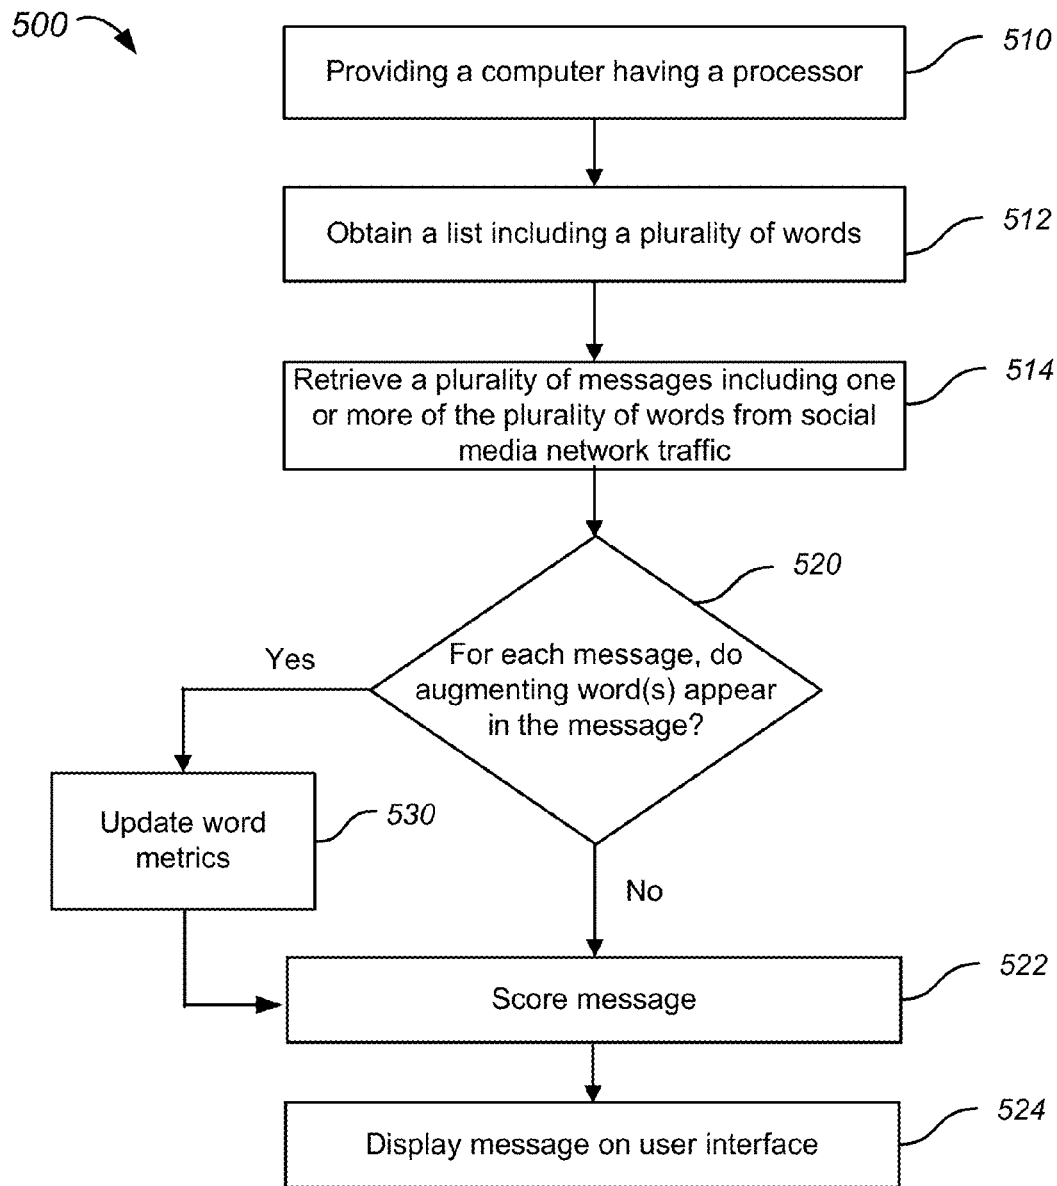 500
Providing a computer having a processor
510
Obtain a list including a plurality of words
512
Retrieve a plurality of messages including one
or more of the plurality of words from social
media network traffic
514
520
For each message, do
augmenting word(s) appear
in the message?
Yes
Update word
metrics
530
No
Score message
522
Display message on user interface
524